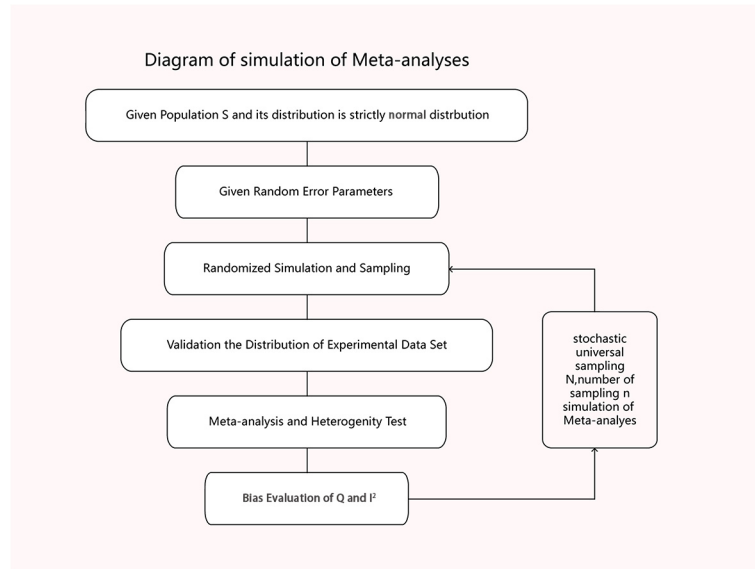 Diagram of simulation of Meta-analyses
Given Population S and its distribution is strictly normal distrbution
Given Random Error Parameters
Randomized Simulation and Sampling
Validation the Distribution of Experimental Data Set
Meta-analysis and Heterogenity Test
Bias Evaluation of Q and I²
stochastic
universal
sampling
N,number of
sampling n
simulation of
Meta-analyes